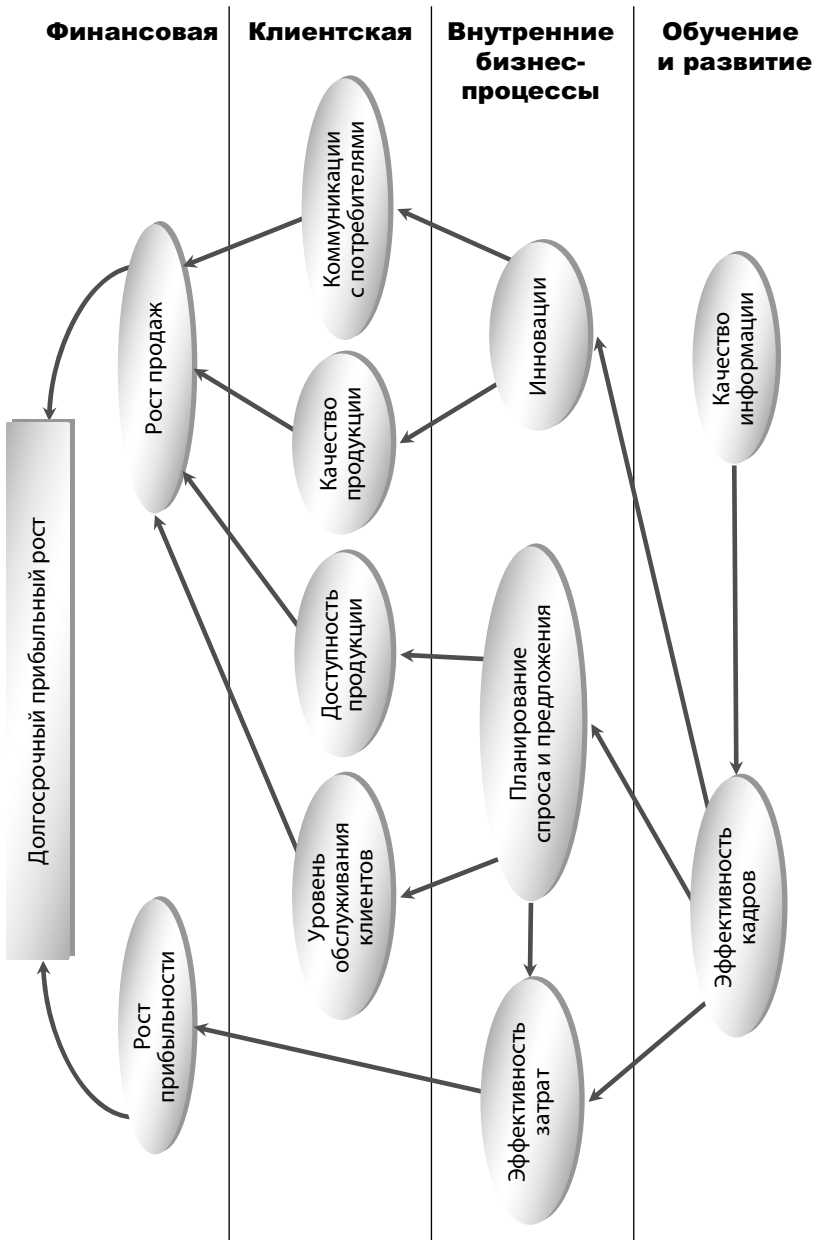 Финансовая
Клиентская
Внутренние
бизнес-
процессы
Обучение
и развитие
Долгосрочный прибыльный рост
Рост
прибыльности
Рост продаж
Уровень
обслуживания
клиентов
Доступность
продукции
Качество
продукции
Коммуникации
с потребителями
Эффективность
затрат
Планирование
спроса и предложения
Инновации
Эффективность
кадров
Качество
информации